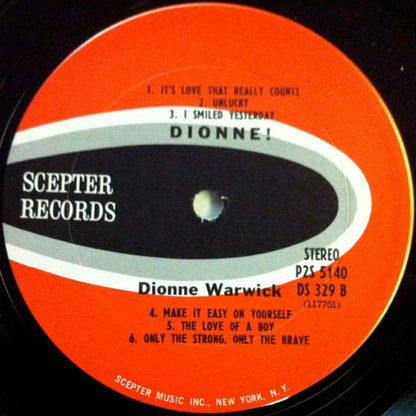 1. IT'S LOVE THAT REALLY COUNTS
2. UNLUCKY
3. I SMILED YESTERDAY
DIONNE!
SCEPTER
RECORDS
STEREO
P2S 5140
Dionne Warwick DS 329 B
(117701)
4. MAKE IT EASY ON YOURSELF
5. THE LOVE OF A BOY
6. ONLY THE STRONG, ONLY THE BRAVE
SCEPTER MUSIC INC., NEW YORK, N.Y.